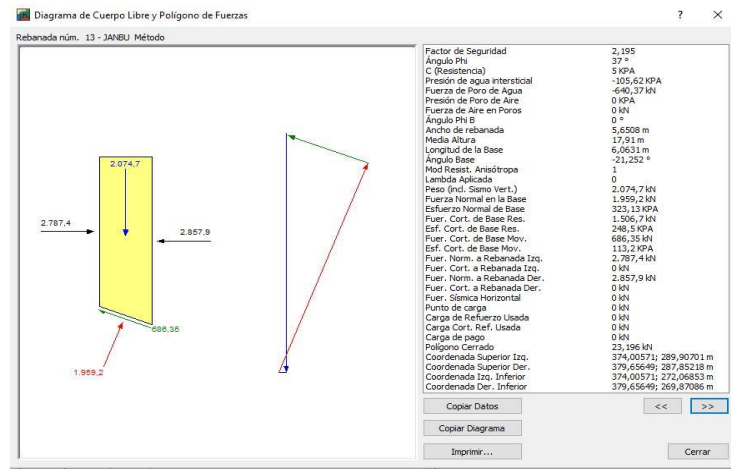 Diagrama de Cuerpo Libre y Polígono de Fuerzas
? ×
Rebanada núm. 13 - JANBU Método
2.074,7
2.787,4
2.857,9
686,35
1.959,2
Factor de Seguridad 2,195
Ángulo Phi 37 °
C (Resistencia) 5 KPA
Presión de agua intersticial -105,62 KPA
Fuerza de Poro de Agua -640,37 kN
Presión de Poro de Aire 0 KPA
Fuerza de Aire en Poros 0 kN
Ángulo Phi B 0 °
Ancho de rebanada 5,6508 m
Media Altura 17,91 m
Longitud de la Base 6,0631 m
Ángulo Base -21,252 °
Mod Resist. Anisótropa 1
Lambda Aplicada 0
Peso (incl. Sismo Vert.) 2.074,7 kN
Fuerza Normal en la Base 1.959,2 kN
Esfuerzo Normal de Base 323,13 KPA
Fuer. Cort. de Base Res. 1.506,7 kN
Esf. Cort. de Base Res. 248,5 KPA
Fuer. Cort. de Base Mov. 686,35 kN
Esf. Cort. de Base Mov. 113,2 KPA
Fuer. Norm. a Rebanada Izq. 2.787,4 kN
Fuer. Cort. a Rebanada Izq. 0 kN
Fuer. Norm. a Rebanada Der. 2.857,9 kN
Fuer. Cort. a Rebanada Der. 0 kN
Fuer. Sísmica Horizontal 0 kN
Punto de carga 0 kN
Carga de Refuerzo Usada 0 kN
Carga Cort. Ref. Usada 0 kN
Carga de pago 0 kN
Polígono Cerrado 23,196 kN
Coordenada Superior Izq. 374,00571; 289,90701 m
Coordenada Superior Der. 379,65649; 287,85218 m
Coordenada Izq. Inferior 374,00571; 272,06853 m
Coordenada Der. Inferior 379,65649; 269,87086 m
Copiar Datos
<< >>
Copiar Diagrama
Imprimir...
Cerrar